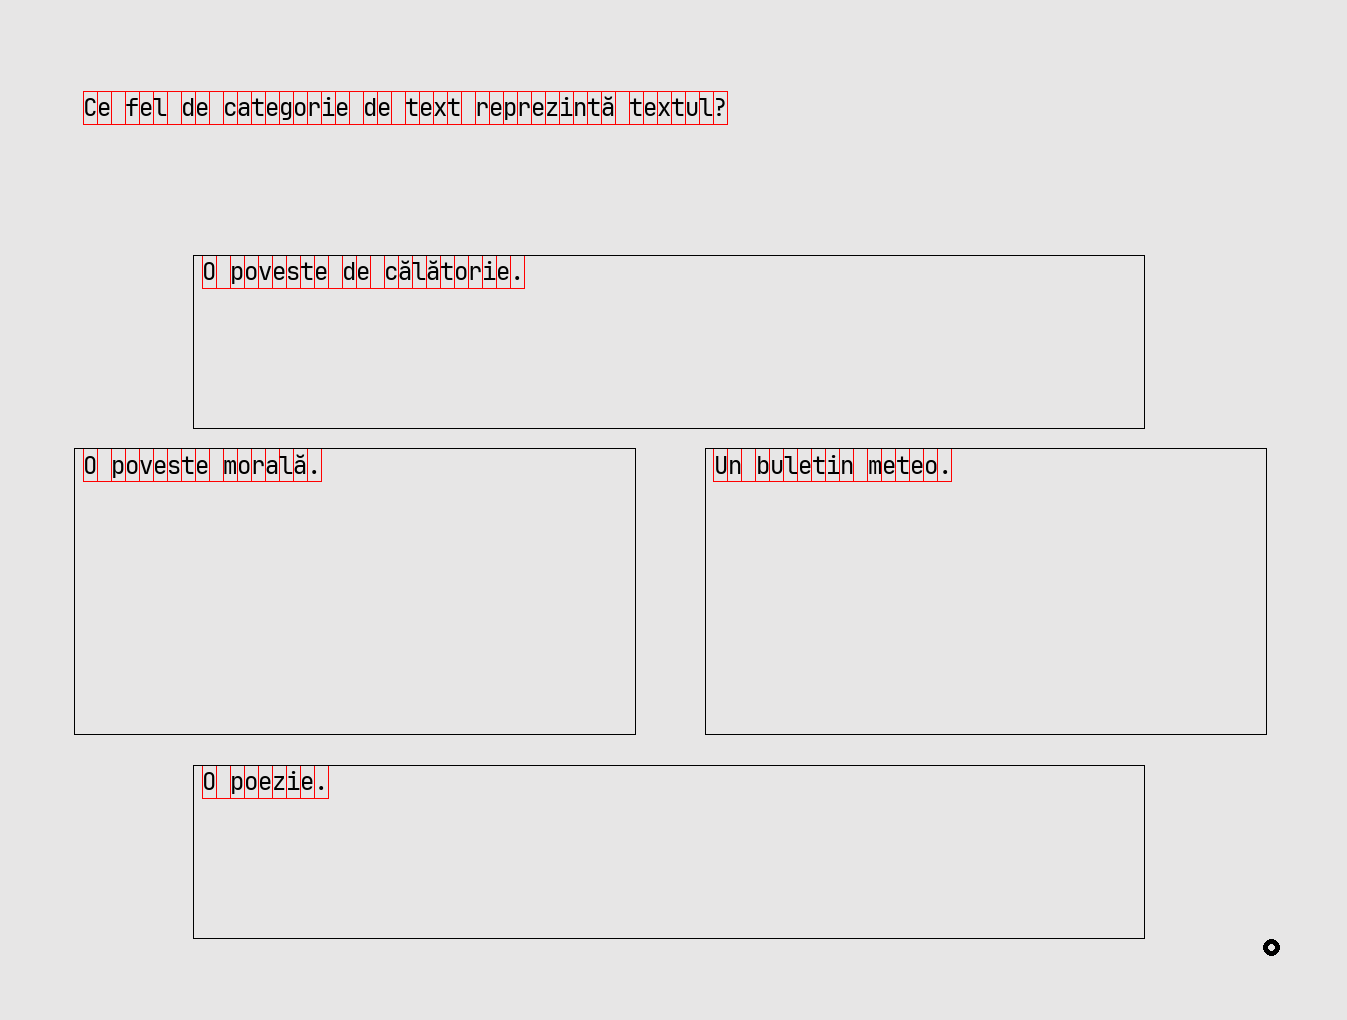 Ce fel de categorie de text reprezintă textul?
O poveste de călătorie.
O poveste morală.
Un buletin meteo.
O poezie.